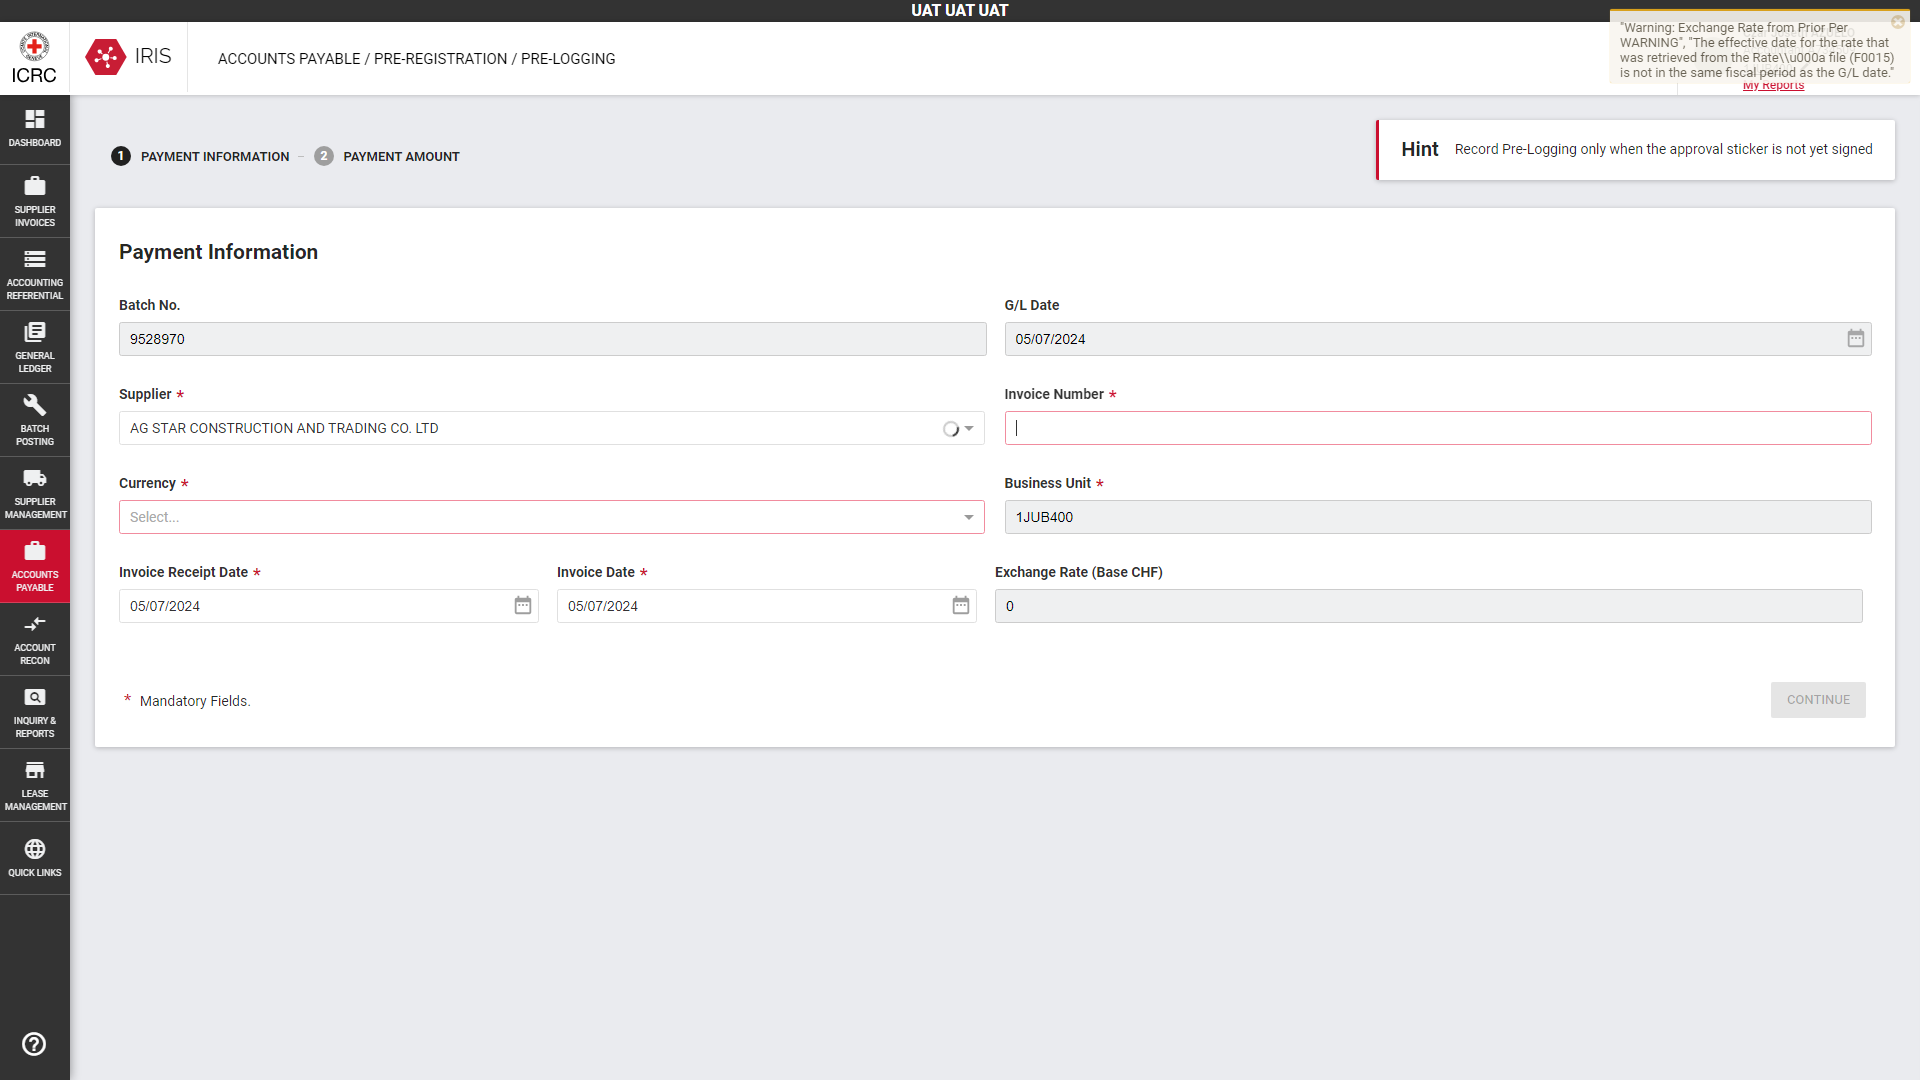 UAT UAT UAT
ICRC
IRIS
ACCOUNTS PAYABLE / PRE-REGISTRATION / PRE-LOGGING
"Warning: Exchange Rate from Prior Per
WARNING", "The effective date for the rate that
was retrieved from the Rate\\u000a file (F0015)
is not in the same fiscal period as the G/L date."
My Reports
DASHBOARD
SUPPLIER
INVOICES
ACCOUNTING
REFERENTIAL
GENERAL
LEDGER
BATCH
POSTING
SUPPLIER
MANAGEMENT
ACCOUNTS
PAYABLE
ACCOUNT
RECON
INQUIRY &
REPORTS
LEASE
MANAGEMENT
QUICK LINKS
1 PAYMENT INFORMATION – 2 PAYMENT AMOUNT
Hint Record Pre-Logging only when the approval sticker is not yet signed
Payment Information
Batch No.
9528970
G/L Date
05/07/2024
Supplier *
AG STAR CONSTRUCTION AND TRADING CO. LTD
Invoice Number *
Currency *
Select...
Business Unit *
1JUB400
Invoice Receipt Date *
05/07/2024
Invoice Date *
05/07/2024
Exchange Rate (Base CHF)
0
* Mandatory Fields.
CONTINUE